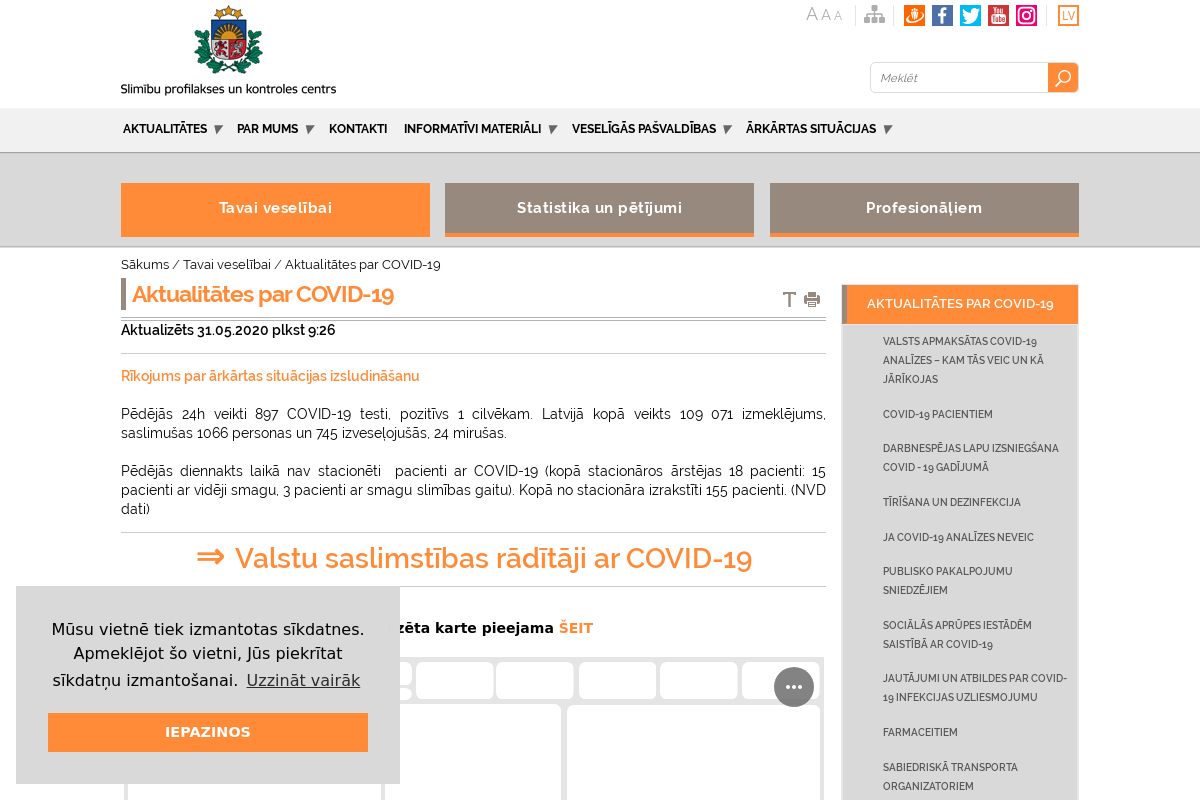 A A A
You Tube
LV
Slimību profilakses un kontroles centrs
Meklēt
AKTUALITĀTES
PAR MUMS
KONTAKTI
INFORMATĪVI MATERIĀLI
VESELĪGĀS PAŠVALDĪBAS
ĀRKĀRTAS SITUĀCIJAS
Tavai veselībai
Statistika un pētījumi
Profesionāļiem
Sākums / Tavai veselībai / Aktualitātes par COVID-19
Aktualitātes par COVID-19
Aktualizēts 31.05.2020 plkst 9:26
Rīkojums par ārkārtas situācijas izsludināšanu
Pēdējās 24h veikti 897 COVID-19 testi, pozitīvs 1 cilvēkam. Latvijā kopā veikts 109 071 izmeklējums,
saslimušas 1066 personas un 745 izveseļojušās, 24 mirušas.
Pēdējās diennakts laikā nav stacionēti pacienti ar COVID-19 (kopā stacionāros ārstējas 18 pacienti: 15
pacienti ar vidēji smagu, 3 pacienti ar smagu slimības gaitu). Kopā no stacionāra izrakstīti 155 pacienti. (NVD
dati)
⇒ Valstu saslimstības rādītāji ar COVID-19
zēta karte pieejama ŠEIT
Mūsu vietnē tiek izmantotas sīkdatnes.
Apmeklējot šo vietni, Jūs piekrītat
sīkdatņu izmantošanai. Uzzināt vairāk
IEPAZINOS
AKTUALITĀTES PAR COVID-19
VALSTS APMAKSĀTAS COVID-19
ANALĪZES – KAM TĀS VEIC UN KĀ
JĀRĪKOJAS
COVID-19 PACIENTIEM
DARBNESPĒJAS LAPU IZSNIEGŠANA
COVID - 19 GADĪJUMĀ
TĪRĪŠANA UN DEZINFEKCIJA
JA COVID-19 ANALĪZES NEVEIC
PUBLISKO PAKALPOJUMU
SNIEDZĒJIEM
SOCIĀLĀS APRŪPES IESTĀDĒM
SAISTĪBĀ AR COVID-19
JAUTĀJUMI UN ATBILDES PAR COVID-
19 INFEKCIJAS UZLIESMOJUMU
FARMACEITIEM
SABIEDRISKĀ TRANSPORTA
ORGANIZATORIEM